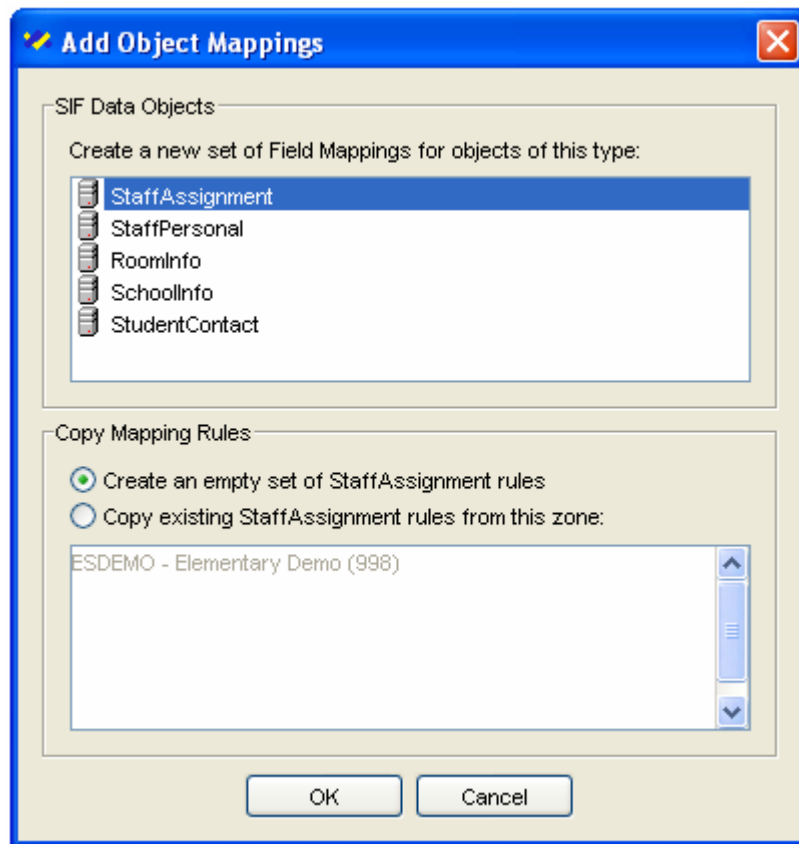 Add Object Mappings
SIF Data Objects
Create a new set of Field Mappings for objects of this type:
StaffAssignment
StaffPersonal
RoomInfo
SchoolInfo
StudentContact
Copy Mapping Rules
Create an empty set of StaffAssignment rules
Copy existing StaffAssignment rules from this zone:
ESDEMO - Elementary Demo (998)
OK
Cancel